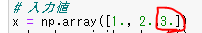 # 入力値
x = np.array([1., 2. 3.]